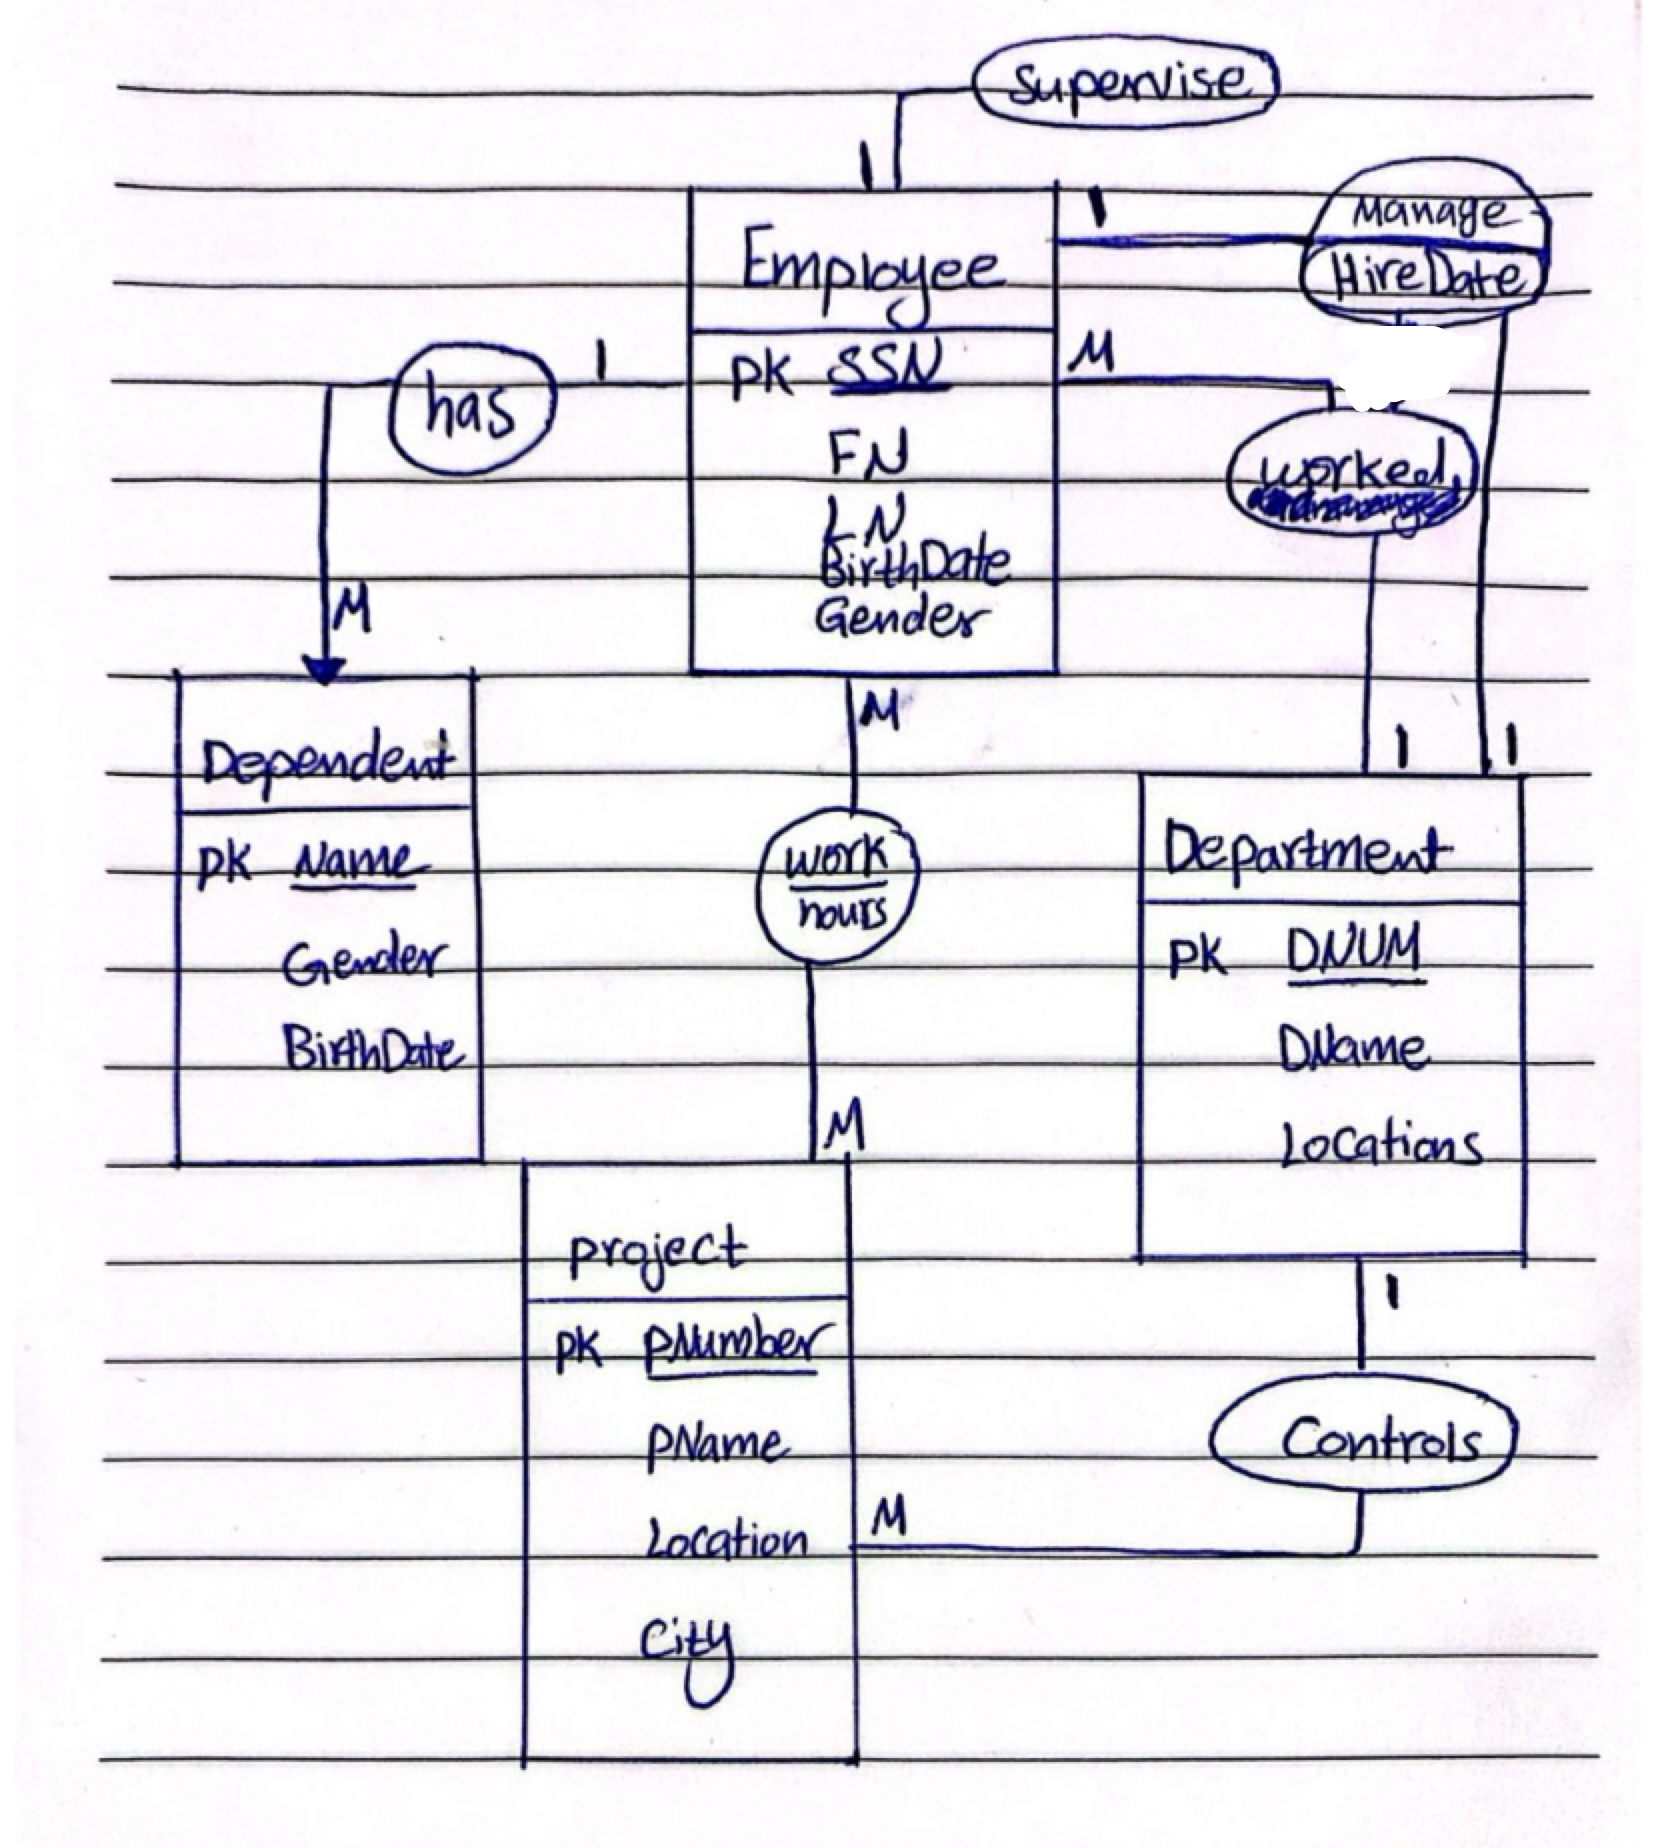 Supervise
1
1
Manage
HireDate
Employee
PK SSN
FN
LN
BirthDate
Gender
M
worked
has
1
M
M
1
1
Dependent
PK Name
Gender
BirthDate
work
hours
M
Department
PK DNUM
DName
Locations
1
Project
PK PNumber
PName
Location
City
Controls
M